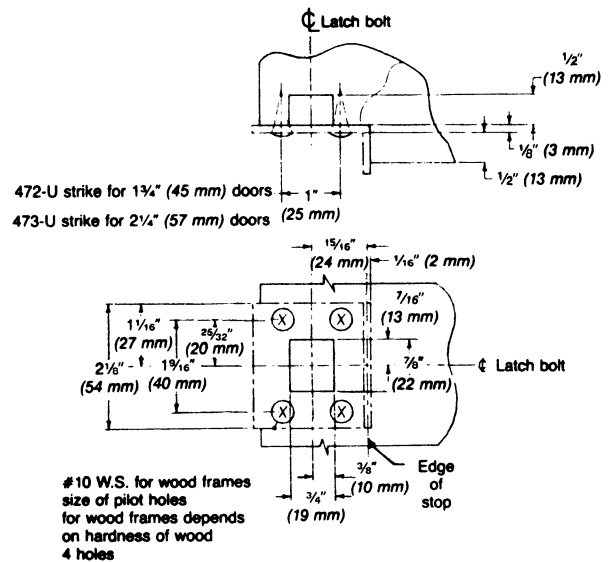 ℄ Latch bolt
1/2"
(13 mm)
1/8" (3 mm)
1/2" (13 mm)
472-U strike for 1¾" (45 mm) doors
473-U strike for 2¼" (57 mm) doors
1"
(25 mm)
15/16"
(24 mm)
1/16" (2 mm)
7/16"
(13 mm)
1 1/16"
(27 mm)
25/32"
(20 mm)
2⅛"
(54 mm)
1 9/16"
(40 mm)
7/8"
(22 mm)
℄ Latch bolt
X
X
X
X
3/8"
(10 mm)
3/4"
(19 mm)
Edge
of
stop
#10 W.S. for wood frames
size of pilot holes
for wood frames depends
on hardness of wood
4 holes